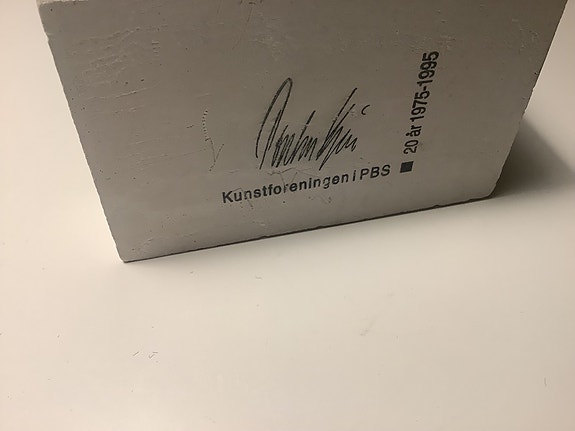 Kunstforeningen i PBS
20 år 1975-1995